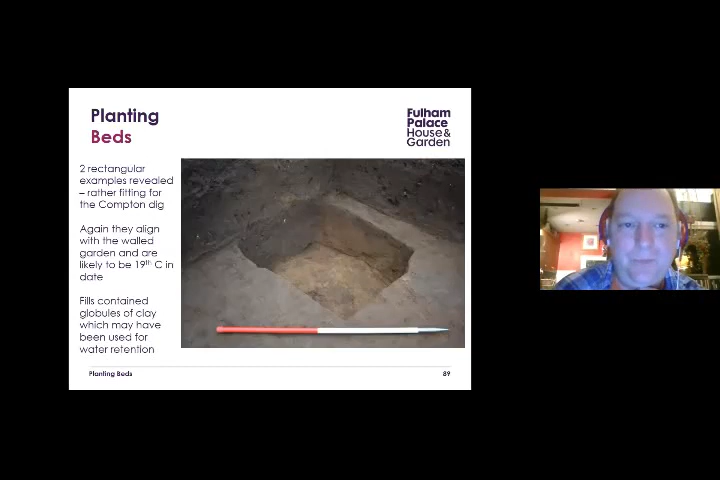 Planting
Beds
Fulham
Palace
House&
Garden
2 rectangular
examples revealed
– rather fitting for
the Compton dig
Again they align
with the walled
garden and are
likely to be 19th C in
date
Fills contained
globules of clay
which may have
been used for
water retention
Planting Beds
89